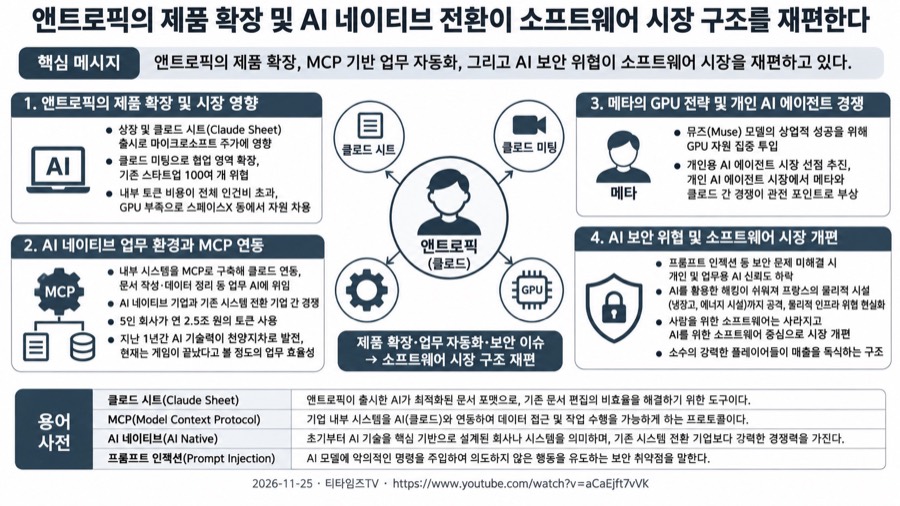 앤트로픽의 제품 확장 및 AI 네이티브 전환이 소프트웨어 시장 구조를 재편한다
핵심 메시지
앤트로픽의 제품 확장, MCP 기반 업무 자동화, 그리고 AI 보안 위협이 소프트웨어 시장을 재편하고 있다.
1. 앤트로픽의 제품 확장 및 시장 영향
AI
● 상장 및 클로드 시트(Claude Sheet)
출시로 마이크로소프트 주가에 영향
● 클로드 미팅으로 협업 영역 확장,
기존 스타트업 100여 개 위협
● 내부 토큰 비용이 전체 인건비 초과,
GPU 부족으로 스페이스X 등에서 자원 차용
2. AI 네이티브 업무 환경과 MCP 연동
MCP
● 내부 시스템을 MCP로 구축해 클로드 연동,
문서 작성·데이터 정리 등 업무 AI에 위임
● AI 네이티브 기업과 기존 시스템 전환 기업 간 경쟁
● 5인 회사가 연 2.5조 원의 토큰 사용
● 지난 1년간 AI 기술력이 천양지차로 발전,
현재는 게임이 끝났다고 볼 정도의 업무 효율성
클로드 시트
클로드 미팅
앤트로픽
(클로드)
GPU
제품 확장·업무 자동화·보안 이슈
→ 소프트웨어 시장 구조 재편
3. 메타의 GPU 전략 및 개인 AI 에이전트 경쟁
메타
● 뮤즈(Muse) 모델의 상업적 성공을 위해
GPU 자원 집중 투입
● 개인용 AI 에이전트 시장 선점 추진,
개인 AI 에이전트 시장에서 메타와
클로드 간 경쟁이 관전 포인트로 부상
4. AI 보안 위협 및 소프트웨어 시장 개편
● 프롬프트 인젝션 등 보안 문제 미해결 시
개인 및 업무용 AI 신뢰도 하락
● AI를 활용한 해킹이 쉬워져 프랑스의 물리적 시설
(냉장고, 에너지 시설)까지 공격, 물리적 인프라 위협 현실화
● 사람을 위한 소프트웨어는 사라지고
AI를 위한 소프트웨어 중심으로 시장 개편
● 소수의 강력한 플레이어들이 매출을 독식하는 구조
용어
사전
클로드 시트(Claude Sheet) 앤트로픽이 출시한 AI가 최적화된 문서 포맷으로, 기존 문서 편집의 비효율을 해결하기 위한 도구이다.
MCP(Model Context Protocol) 기업 내부 시스템을 AI(클로드)와 연동하여 데이터 접근 및 작업 수행을 가능하게 하는 프로토콜이다.
AI 네이티브(AI Native) 초기부터 AI 기술을 핵심 기반으로 설계된 회사나 시스템을 의미하며, 기존 시스템 전환 기업보다 강력한 경쟁력을 가진다.
프롬프트 인젝션(Prompt Injection) AI 모델에 악의적인 명령을 주입하여 의도하지 않은 행동을 유도하는 보안 취약점을 말한다.
2026-11-25 · 티타임즈TV · https://www.youtube.com/watch?v=aCaEjft7vVK